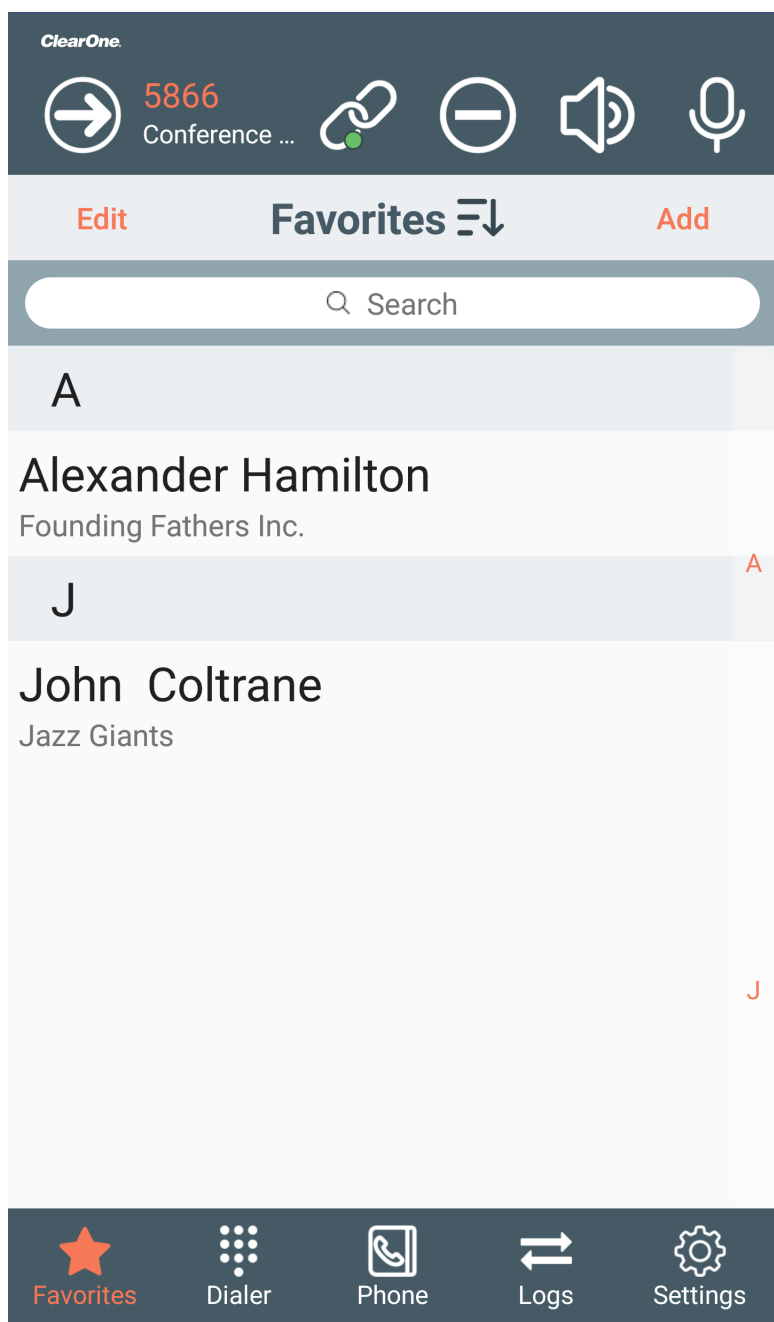 ClearOne.
5866
Conference ...
Edit Favorites Add
Search
A
Alexander Hamilton
Founding Fathers Inc.
A
J
John  Coltrane
Jazz Giants
J
Favorites Dialer Phone Logs Settings